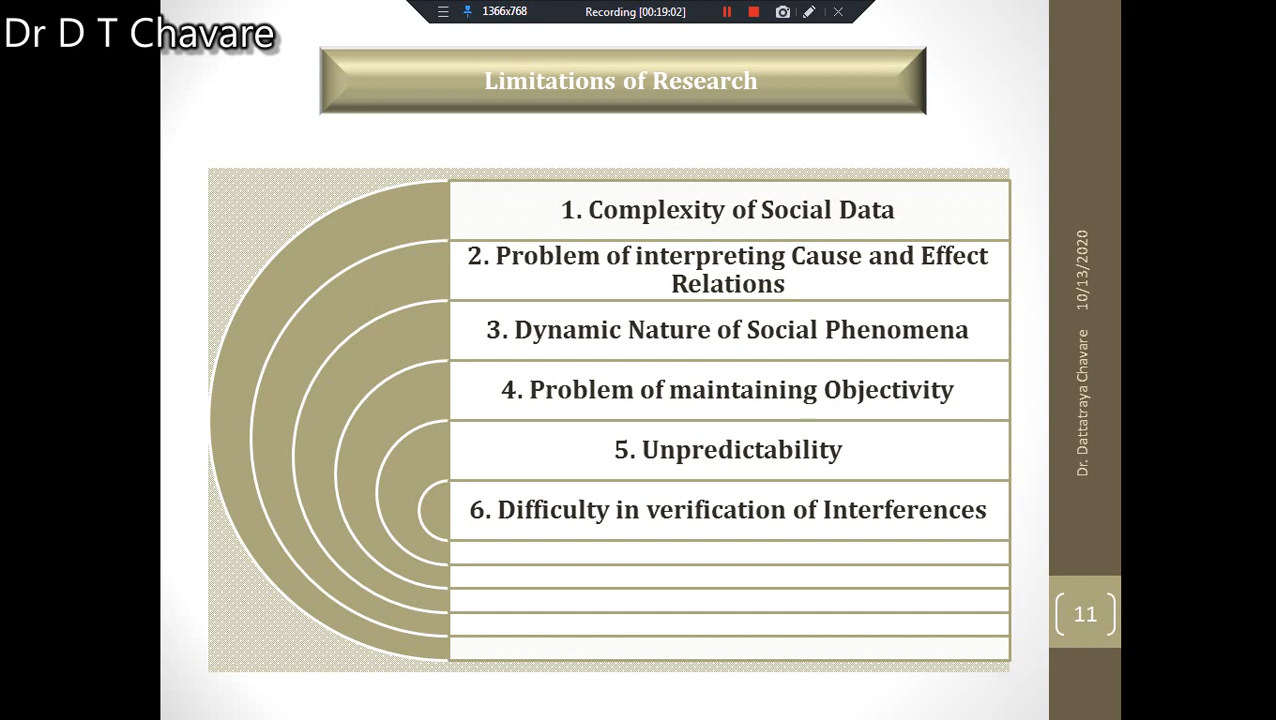 1366x768
Recording [00:19:02]
Dr D T Chavare
Limitations of Research
1. Complexity of Social Data
2. Problem of interpreting Cause and Effect
Relations
3. Dynamic Nature of Social Phenomena
4. Problem of maintaining Objectivity
5. Unpredictability
6. Difficulty in verification of Interferences
10/13/2020
Dr. Dattatraya Chavare
11